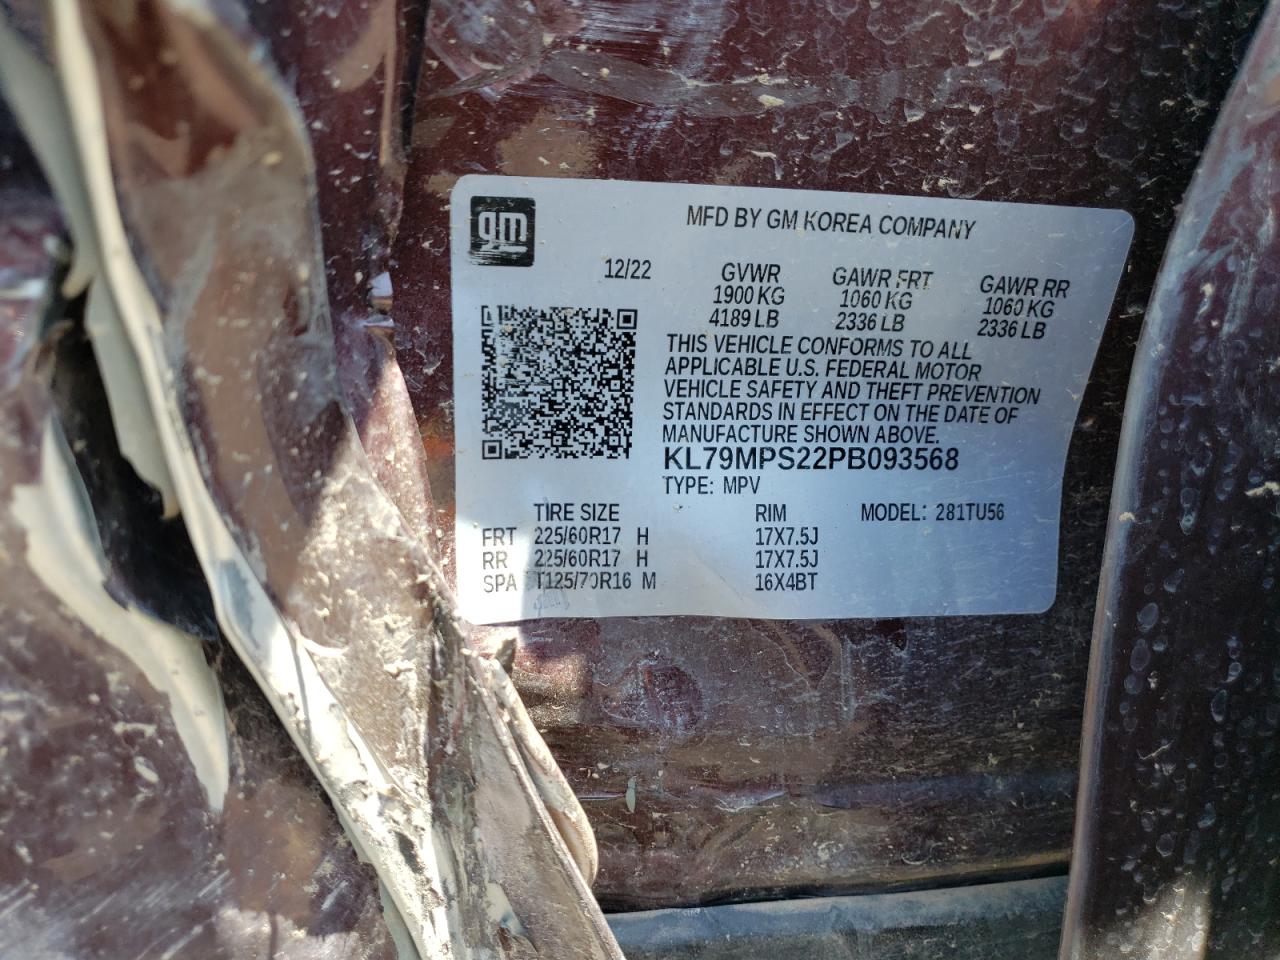 gm
MFD BY GM KOREA COMPANY
12/22 GVWR GAWR FRT GAWR RR
1900 KG 1060 KG 1060 KG
4189 LB 2336 LB 2336 LB
THIS VEHICLE CONFORMS TO ALL
APPLICABLE U.S. FEDERAL MOTOR
VEHICLE SAFETY AND THEFT PREVENTION
STANDARDS IN EFFECT ON THE DATE OF
MANUFACTURE SHOWN ABOVE.
KL79MPS22PB093568
TYPE: MPV
TIRE SIZE RIM MODEL: 281TU56
FRT 225/60R17 H 17X7.5J
RR 225/60R17 H 17X7.5J
SPA T125/70R16 M 16X4BT